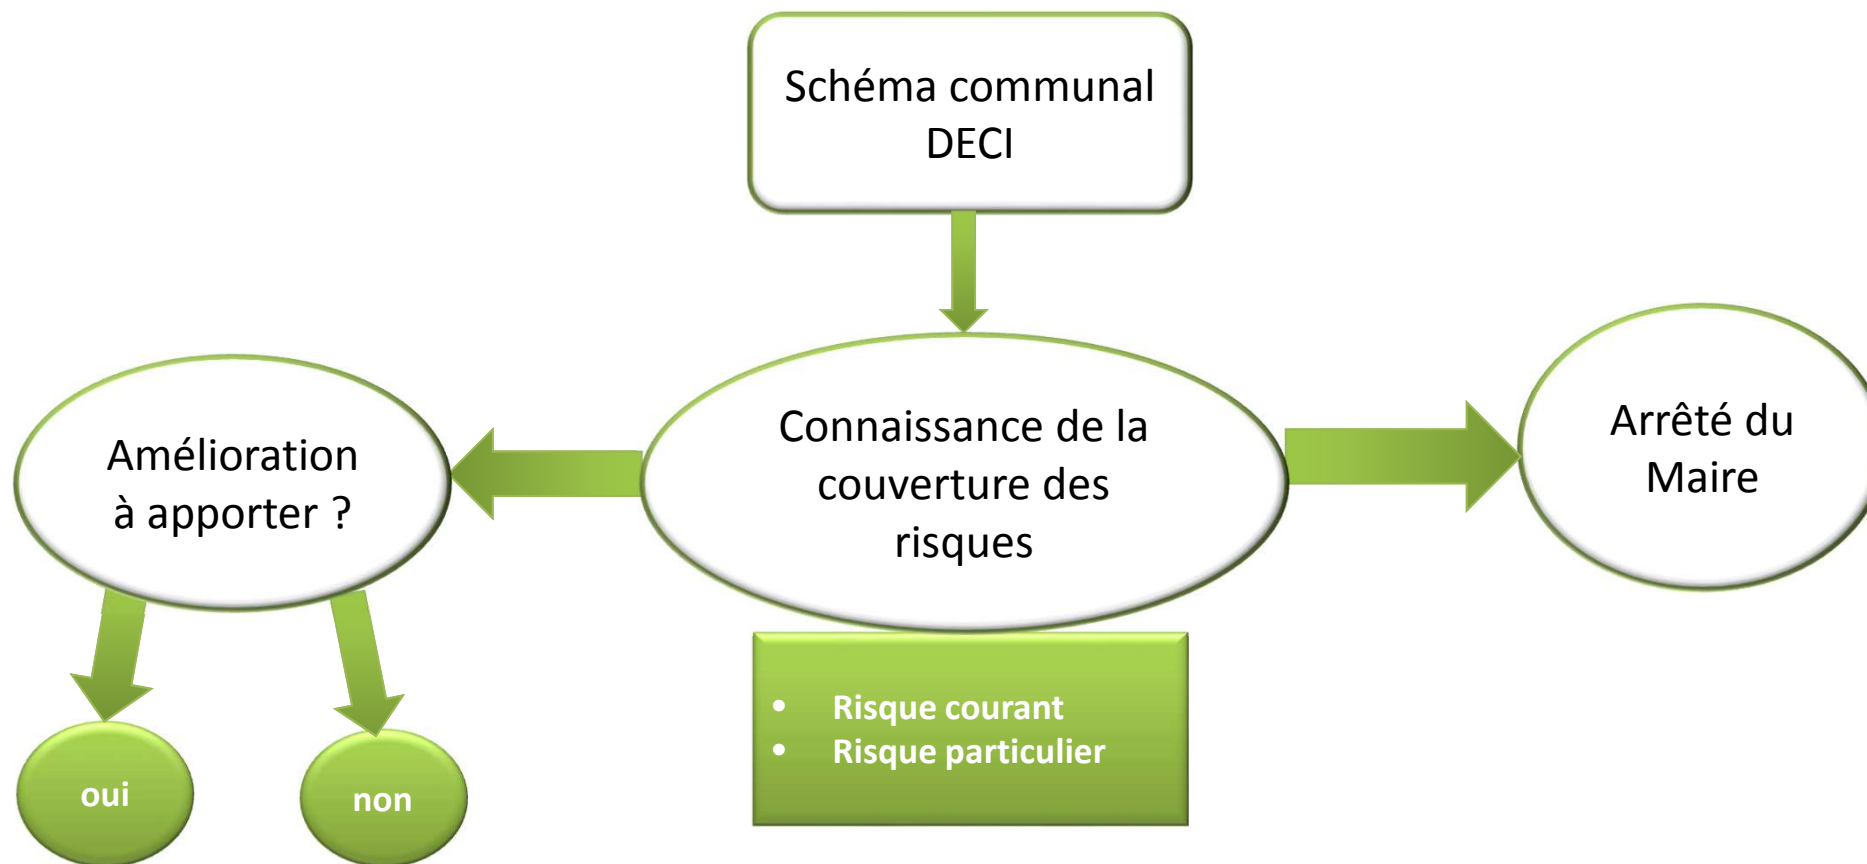 Schéma communal
DECI
Amélioration
à apporter ?
Connaissance de la
couverture des
risques
Arrêté du
Maire
• Risque courant
• Risque particulier
oui
non